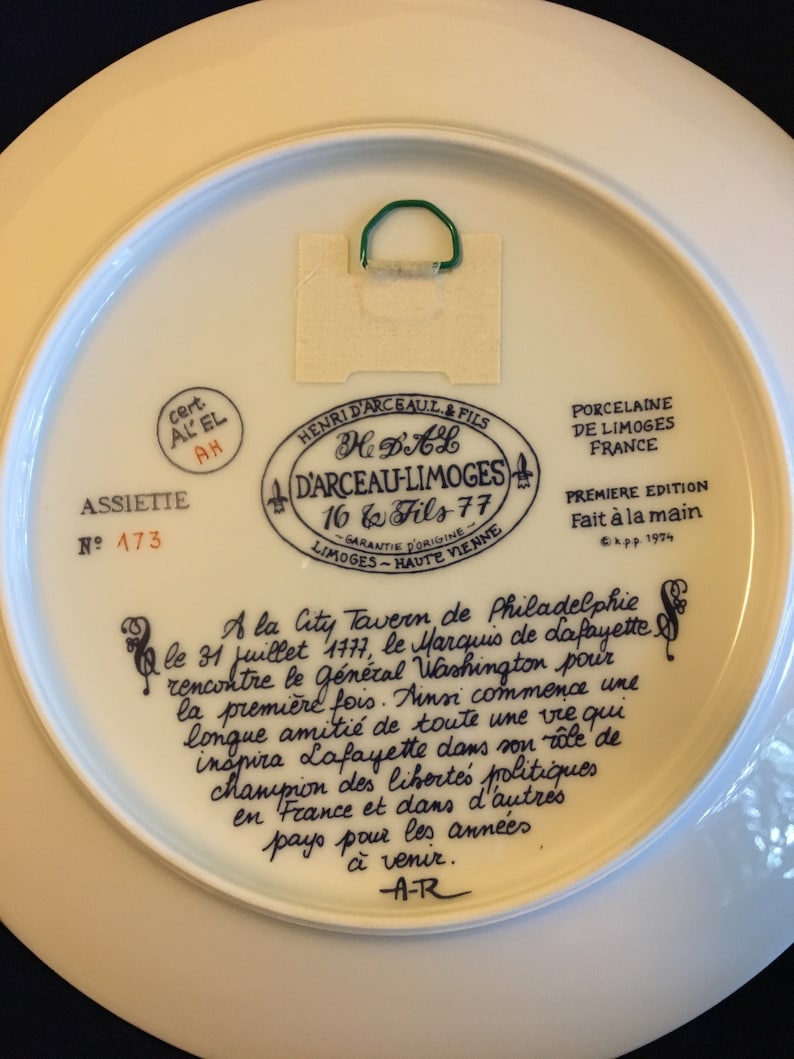 cert.
AL'EL
AH
ASSIETTE
Nº 173
HENRI D'ARCEAU.L.& FILS
H D'AL
D'ARCEAU-LIMOGES
16 & Fils 77
~GARANTIE D'ORIGINE~
LIMOGES~HAUTE VIENNE
PORCELAINE
DE LIMOGES
FRANCE
PREMIERE EDITION
Fait à la main
© k.p.p. 1974
A la City Tavern de Philadelphie
le 31 juillet 1777, le Marquis de Lafayette
rencontre le général Washington pour
la première fois. Ainsi commence une
longue amitié de toute une vie qui
inspira Lafayette dans son rôle de
champion des libertés politiques
en France et dans d'autres
pays pour les années
à venir.
A-R